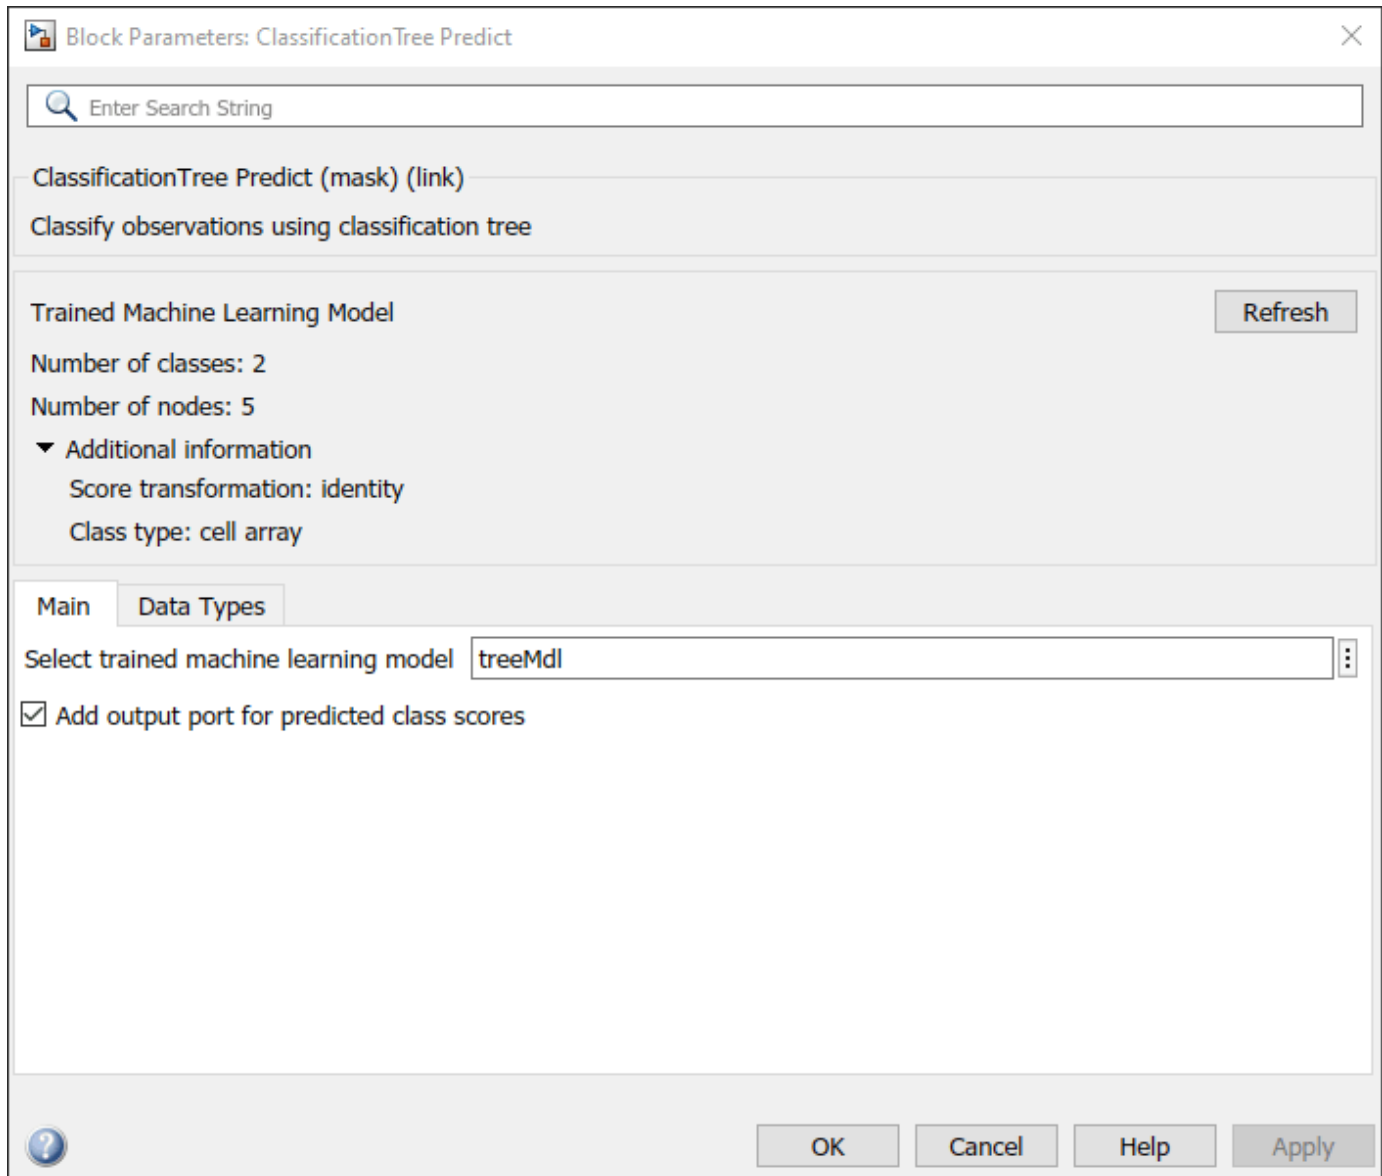 Block Parameters: ClassificationTree Predict
Enter Search String
ClassificationTree Predict (mask) (link)
Classify observations using classification tree
Trained Machine Learning Model
Refresh
Number of classes: 2
Number of nodes: 5
Additional information
Score transformation: identity
Class type: cell array
Main Data Types
Select trained machine learning model treeMdl
Add output port for predicted class scores
OK Cancel Help Apply